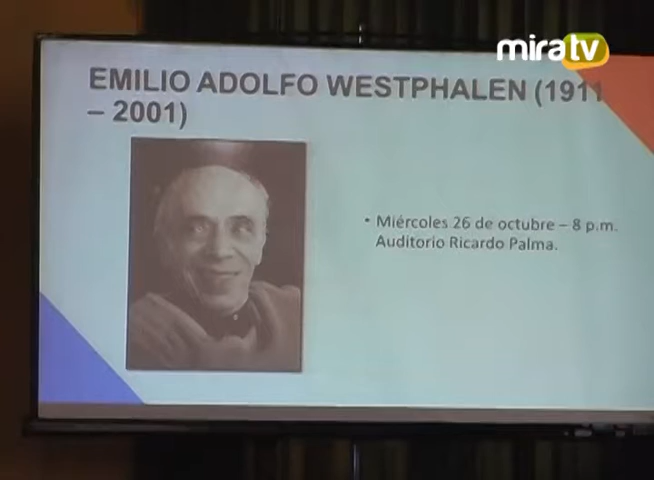 miratv
EMILIO ADOLFO WESTPHALEN (1911
– 2001)
• Miércoles 26 de octubre – 8 p.m.
Auditorio Ricardo Palma.